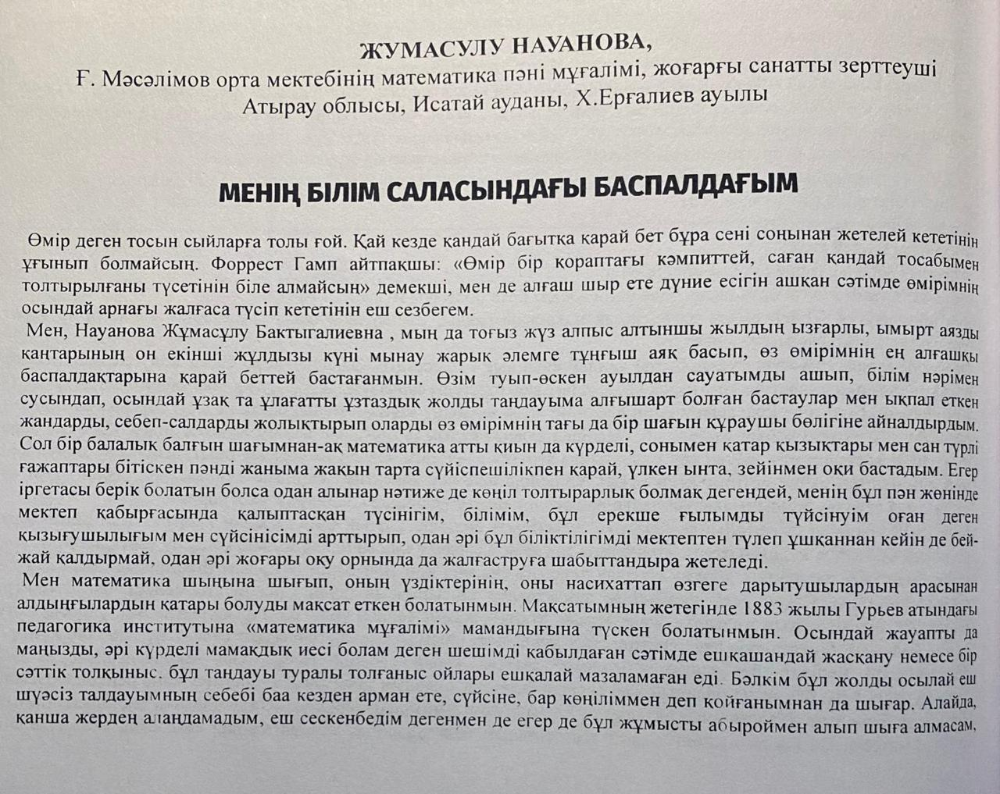 ЖУМАСУЛУ НАУАНОВА,
Ғ. Мәсәлімов орта мектебінің математика пәні мұғалімі, жоғарғы санатты зерттеуші
Атырау облысы, Исатай ауданы, Х.Ерғалиев ауылы
МЕНІҢ БІЛІМ САЛАСЫНДАҒЫ БАСПАЛДАҒЫМ
Өмір деген тосын сыйларға толы ғой. Қай кезде қандай бағытқа қарай бет бұра сені соңынан жетелей кететінін
ұғынып болмайсың. Форрест Гамп айтпақшы: «Өмір бір қораптағы кәмпиттей, саған қандай тосабымен
толтырылғаны түсетінін біле алмайсың» демекші, мен де алғаш шыр ете дүние есігін ашқан сәтімде өмірімнің
осындай арнағы жалғаса түсіп кететінін еш сезбегем.
Мен, Науанова Жұмасұлу Бактыгалиевна , мың да тоғыз жүз алпыс алтыншы жылдың ызғарлы, ымырт аязды
қаңтарының он екінші жұлдызы күні мынау жарық әлемге тұңғыш аяқ басып, өз өмірімнің ең алғашқы
баспалдақтарына қарай беттей бастағанмын. Өзім туып-өскен ауылдан сауатымды ашып, білім нәрімен
сусындап, осындай ұзақ та ұлағатты ұзтаздық жолды таңдауыма алғышарт болған бастаулар мен ықпал еткен
жандарды, себеп-салдарды жолықтырып оларды өз өмірімнің тағы да бір шағын құраушы бөлігіне айналдырдым.
Сол бір балалық балғын шағымнан-ақ математика атты қиын да күрделі, сонымен қатар қызықтары мен сан түрлі
ғажаптары бітіскен пәнді жаныма жақын тарта сүйіспешілікпен қарай, үлкен ынта, зейінмен оқи бастадым. Егер
іргетасы берік болатын болса одан алынар нәтиже де көңіл толтырарлық болмақ дегендей, менің бұл пән жөнінде
мектеп қабырғасында қалыптасқан түсінігім, білімім, бұл ерекше ғылымды түйсінуім оған деген
қызығушылығым мен сүйсінісімді арттырып, одан әрі бұл біліктілігімді мектептен түлеп ұшқаннан кейін де бей-
жай қалдырмай, одан әрі жоғары оқу орнында да жалғаструға шабыттандыра жетеледі.
Мен математика шыңына шығып, оның үздіктерінің, оны насихаттап өзгеге дарытушылардың арасынан
алдыңғылардың қатары болуды мақсат еткен болатынмын. Мақсатымның жетегінде 1883 жылы Гурьев атындағы
педагогика институтына «математика мұғалімі» мамандығына түскен болатынмын. Осындай жауапты да
маңызды, әрі күрделі мамақдық иесі болам деген шешімді қабылдаған сәтімде ешқашандай жасқану немесе бір
сәттік толқыныс. бұл таңдауы туралы толғаныс ойлары ешқалай мазаламаған еді. Бәлкім бұл жолды осылай еш
шүәсіз талдауымның себебі баа кезден арман ете, сүйсіне, бар көңіліммен деп қойғанымнан да шығар. Алайда,
қанша жерден алаңдамадым, еш сескенбедім дегенмен де егер де бұл жұмысты абыроймен алып шыға алмасам,